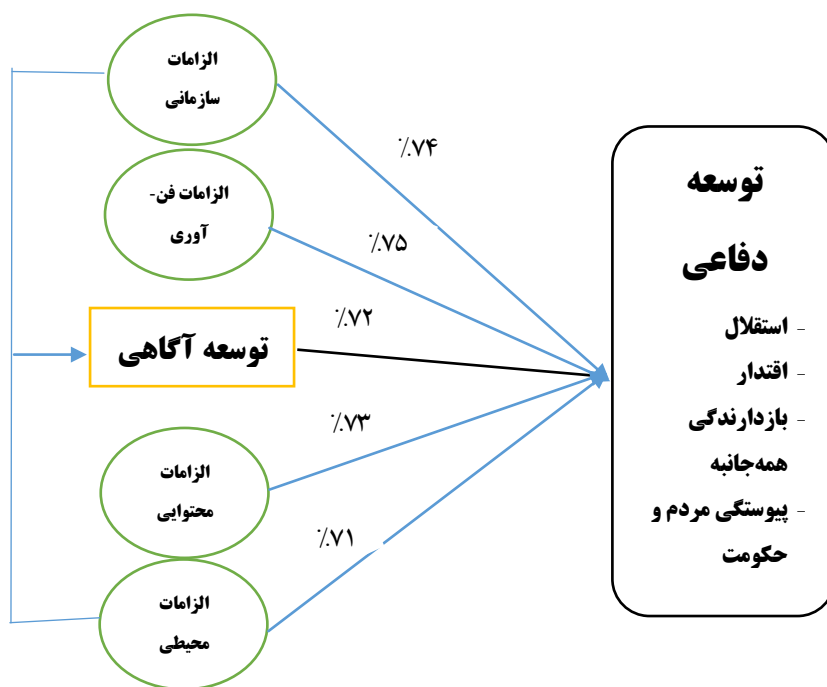 الزامات
سازمانی
٪۷۴
الزامات فن-
آوری
٪۷۵
توسعه آگاهی
٪۷۲
الزامات
محتوایی
٪۷۳
الزامات
محیطی
٪۷۱
توسعه
دفاعی
- استقلال
- اقتدار
- بازدارندگی
همه‌جانبه
- پیوستگی مردم و
حکومت